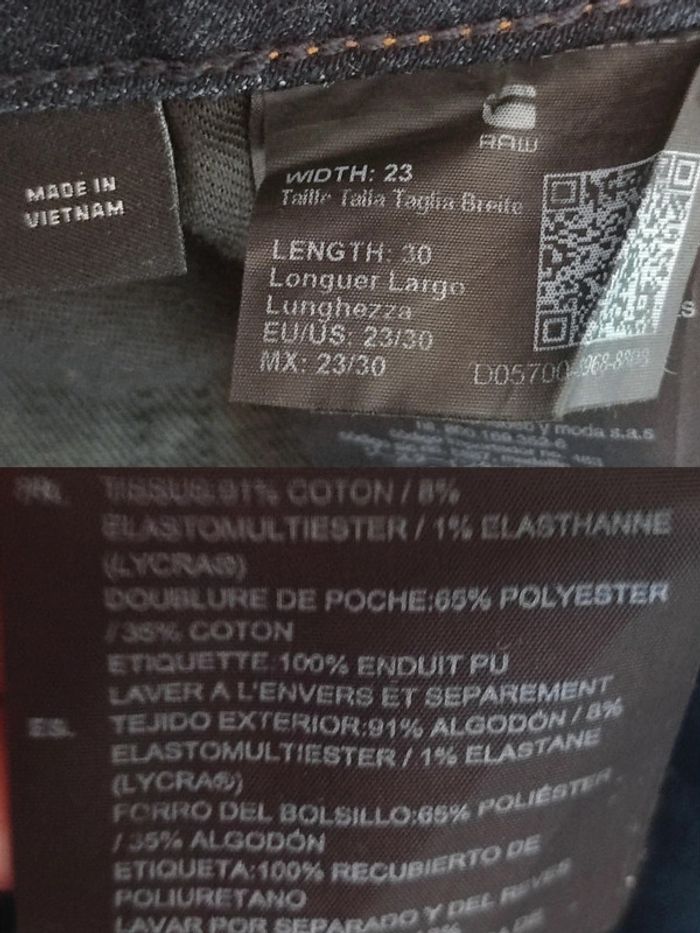 MADE IN
VIETNAM
RAW
WIDTH: 23
Taille Talla Taglia Breite
LENGTH: 30
Longuer Largo
Lunghezza
EU/US: 23/30
MX: 23/30
D05700
y moda s.a.s
TISSUS:91% COTON / 8%
ELASTOMULTIESTER / 1% ELASTHANNE
(LYCRA®)
DOUBLURE DE POCHE:65% POLYESTER
/ 35% COTON
ETIQUETTE:100% ENDUIT PU
LAVER A L'ENVERS ET SEPAREMENT
ES. TEJIDO EXTERIOR:91% ALGODÓN / 8%
ELASTOMULTIESTER / 1% ELASTANE
(LYCRA®)
FORRO DEL BOLSILLO:65% POLIÉSTER
/ 35% ALGODÓN
ETIQUETA:100% RECUBIERTO DE
POLIURETANO
LAVAR POR SEPARADO Y DEL REVES